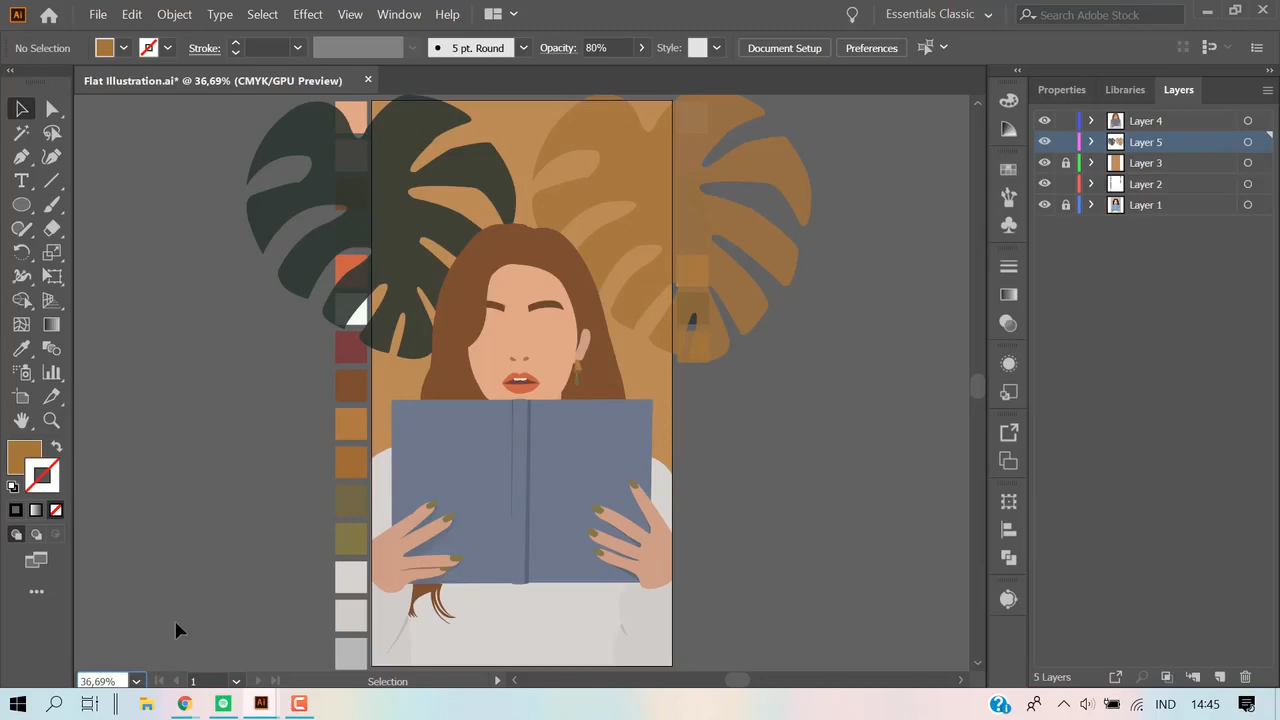 Ai File Edit Object Type Select Effect View Window Help Essentials Classic Search Adobe Stock
No Selection Stroke: 5 pt. Round Opacity: 80% Style: Document Setup Preferences
Flat Illustration.ai* @ 36,69% (CMYK/GPU Preview)
Properties Libraries Layers
Layer 4
Layer 5
Layer 3
Layer 2
Layer 1
36,69% 1 Selection 5 Layers
Ai IND 14:45